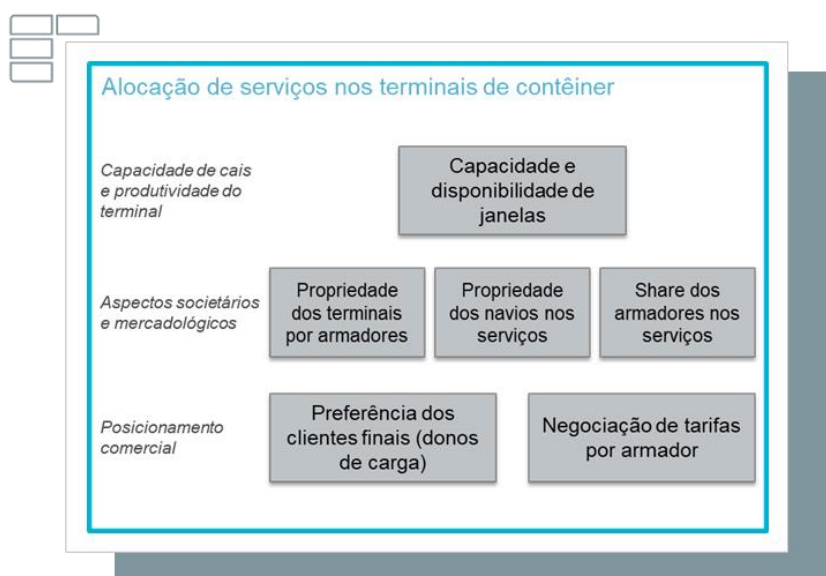 Alocação de serviços nos terminais de contêiner
Capacidade de cais
e produtividade do
terminal
Capacidade e
disponibilidade de
janelas
Aspectos societários
e mercadológicos
Propriedade
dos terminais
por armadores
Propriedade
dos navios nos
serviços
Share dos
armadores nos
serviços
Posicionamento
comercial
Preferência dos
clientes finais (donos
de carga)
Negociação de tarifas
por armador